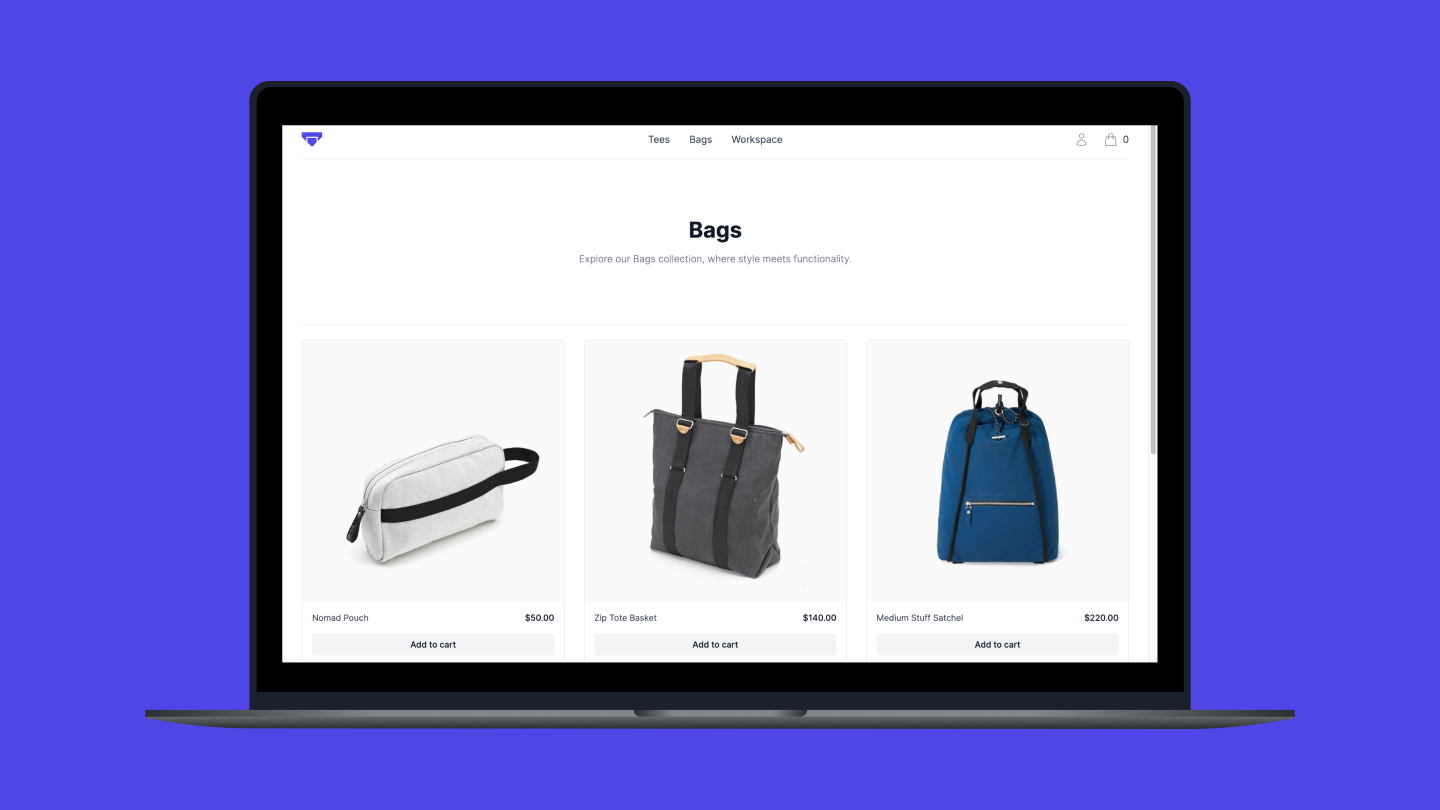 Tees Bags Workspace 0
Bags
Explore our Bags collection, where style meets functionality.
Nomad Pouch $50.00
Zip Tote Basket $140.00
Medium Stuff Satchel $220.00
Add to cart
Add to cart
Add to cart